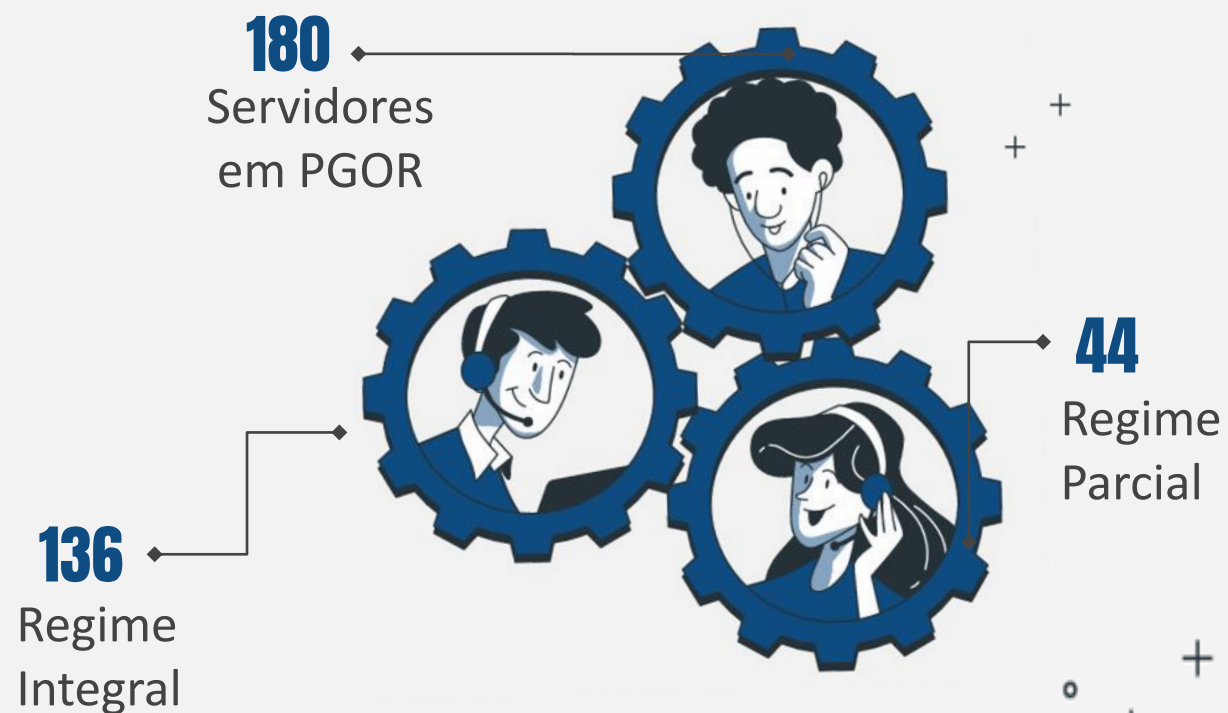 180
Servidores
em PGOR
44
Regime
Parcial
136
Regime
Integral